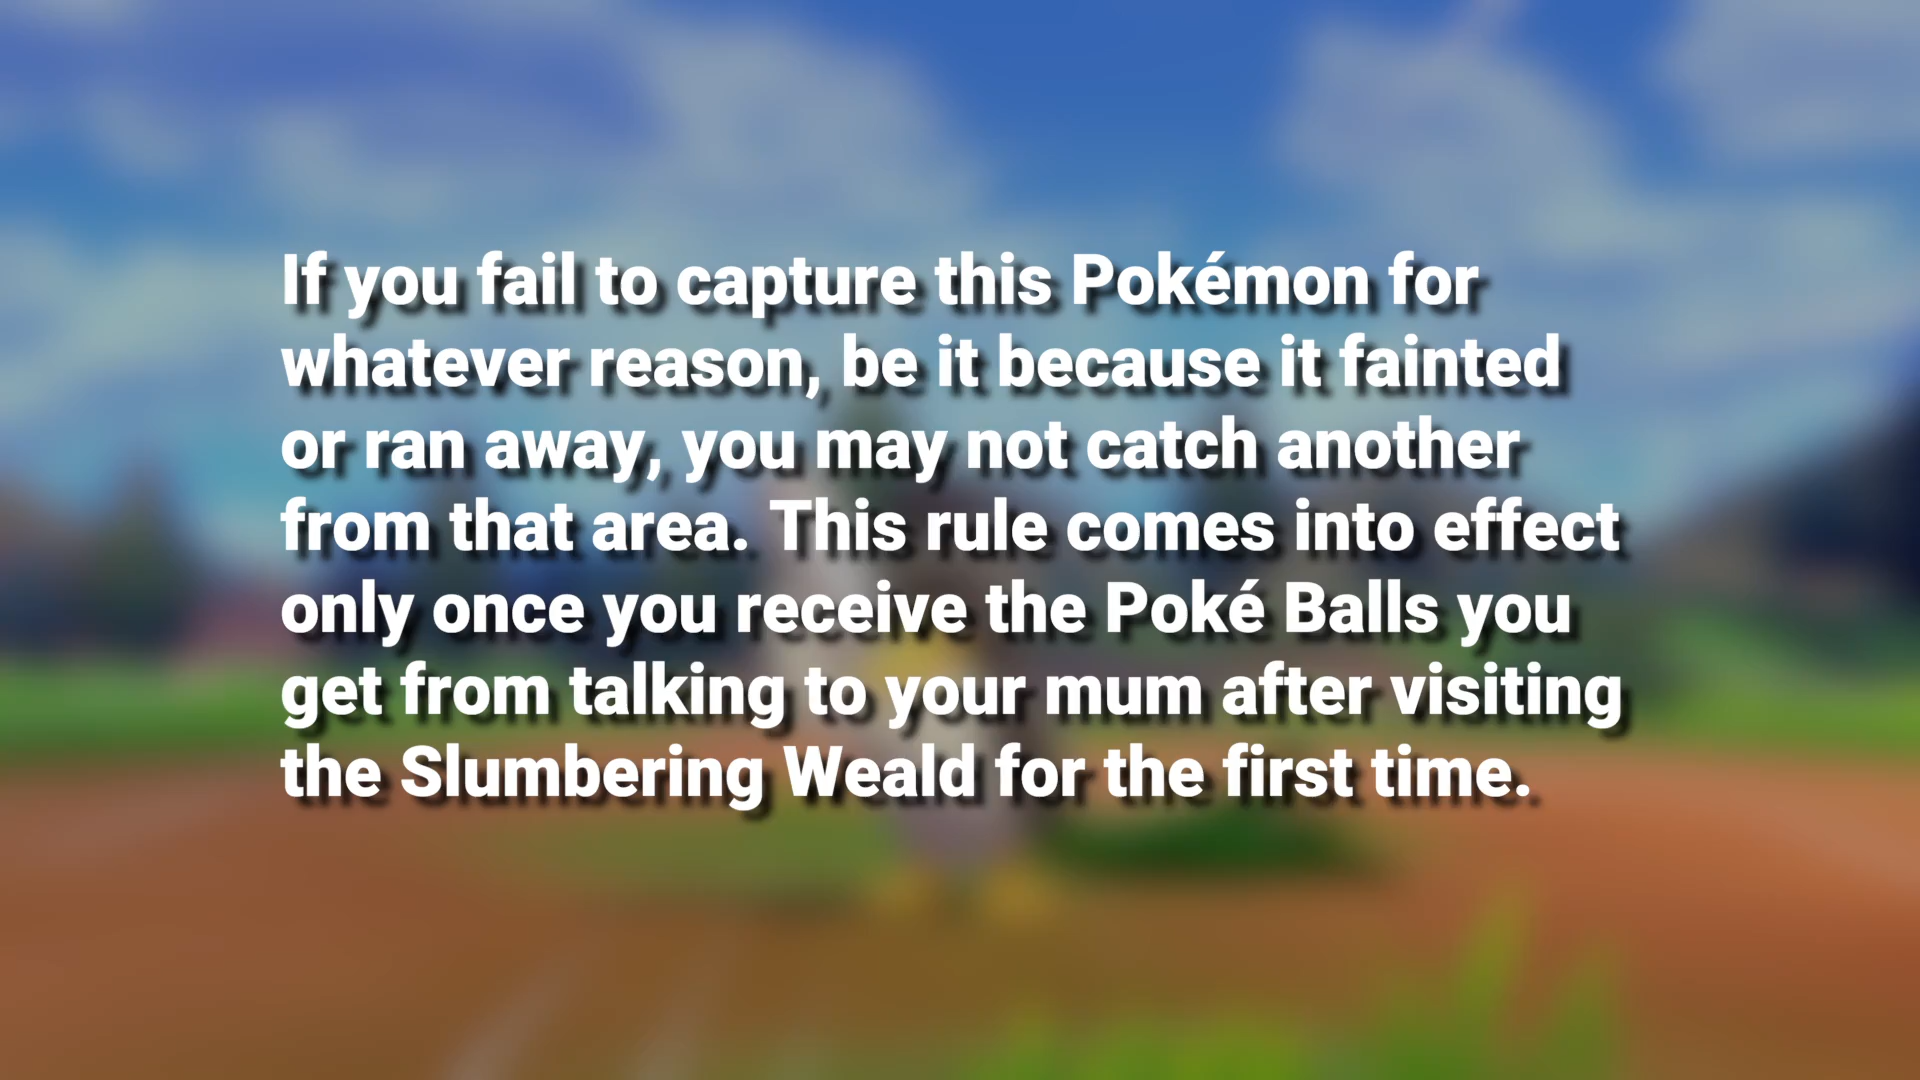 If you fail to capture this Pokémon for
whatever reason, be it because it fainted
or ran away, you may not catch another
from that area. This rule comes into effect
only once you receive the Poké Balls you
get from talking to your mum after visiting
the Slumbering Weald for the first time.